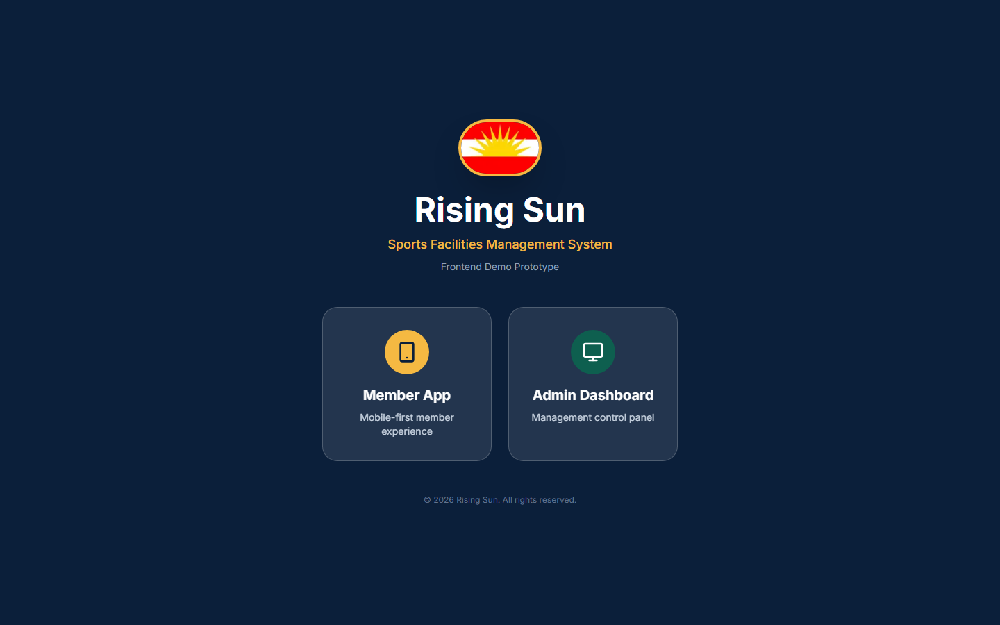 Rising Sun
Sports Facilities Management System
Frontend Demo Prototype
Member App
Mobile-first member
experience
Admin Dashboard
Management control panel
© 2026 Rising Sun. All rights reserved.